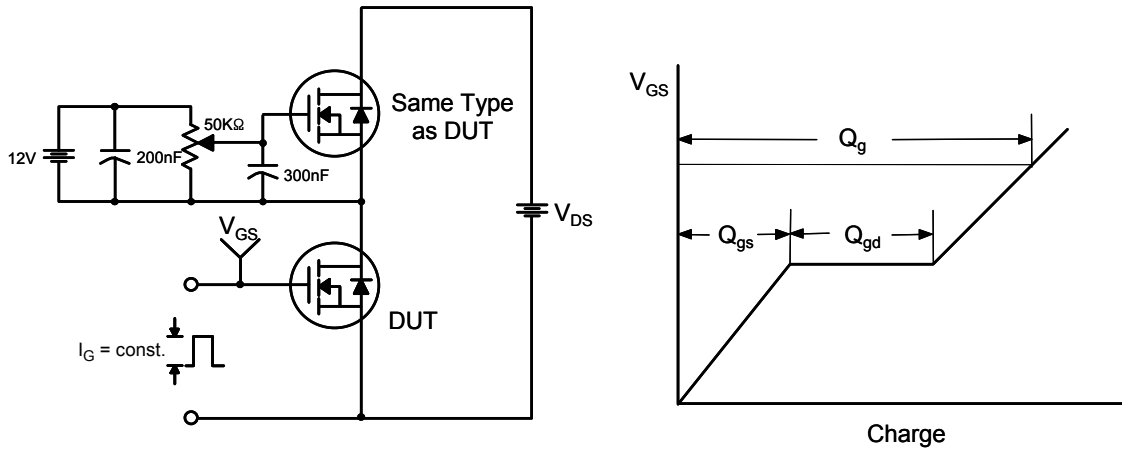 50KΩ
12V
200nF
300nF
Same Type
as DUT
V_GS
DUT
I_G = const.
V_DS
V_GS
Q_g
Q_gs
Q_gd
Charge